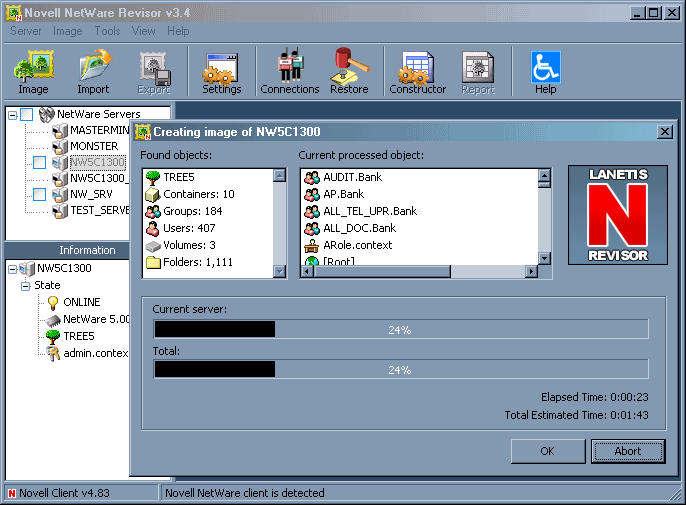 Novell NetWare Revisor v3.4
Server Image Tools View Help
Image Import Export Settings Connections Restore Constructor Report Help
NetWare Servers
MASTERMIN
MONSTER
NW5C1300
NW5C1300_
NW_SRV
TEST_SERVE
Information
NW5C1300
State
ONLINE
NetWare 5.00
TREE5
admin.contex
Creating image of NW5C1300
Found objects:
TREE5
Containers: 10
Groups: 184
Users: 407
Volumes: 3
Folders: 1,111
Current processed object:
AUDIT.Bank
AP.Bank
ALL_TEL_UPR.Bank
ALL_DOC.Bank
ARole.context
[Root]
LANETIS
N
REVISOR
Current server:
24%
Total:
24%
Elapsed Time: 0:00:23
Total Estimated Time: 0:01:43
OK Abort
N Novell Client v4.83 Novell NetWare client is detected